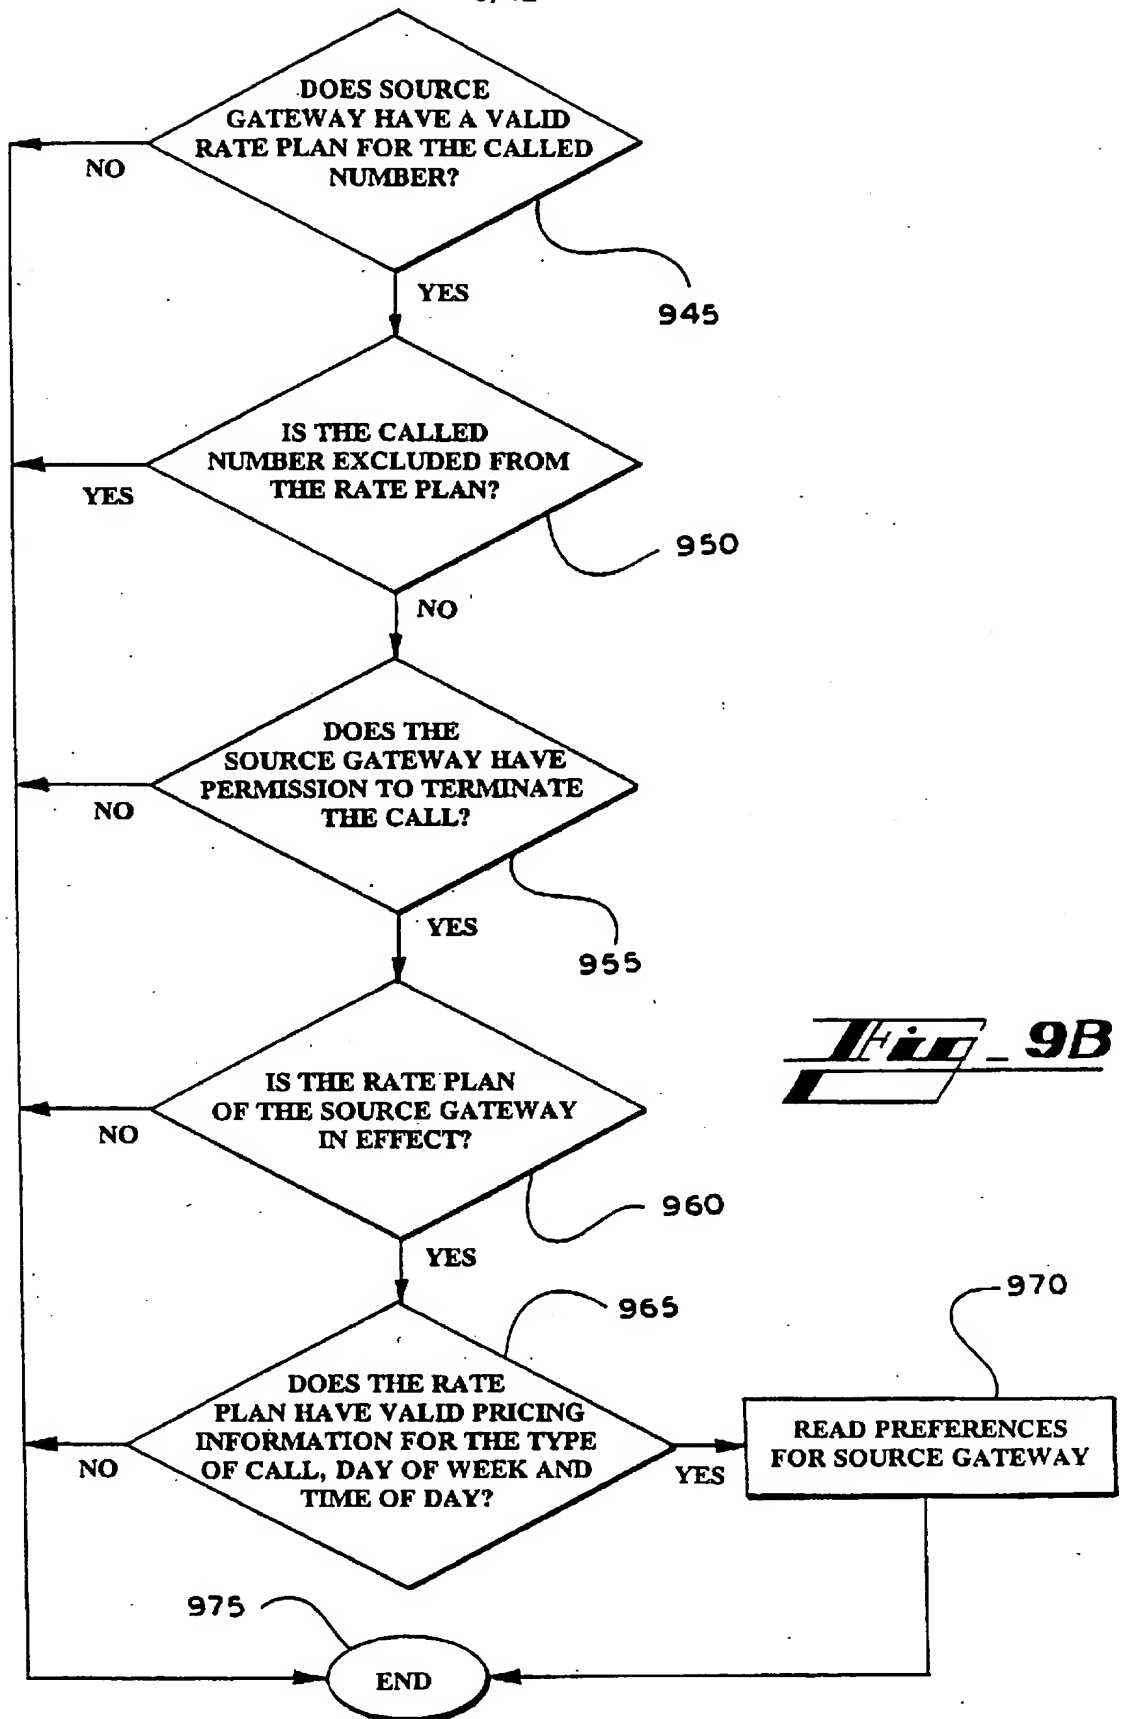 DOES SOURCE
GATEWAY HAVE A VALID
RATE PLAN FOR THE CALLED
NUMBER?
NO
YES
945
IS THE CALLED
NUMBER EXCLUDED FROM
THE RATE PLAN?
YES
950
NO
DOES THE
SOURCE GATEWAY HAVE
PERMISSION TO TERMINATE
THE CALL?
NO
YES
955
Fig _ 9B
IS THE RATE PLAN
OF THE SOURCE GATEWAY
IN EFFECT?
NO
960
YES
965
970
DOES THE RATE
PLAN HAVE VALID PRICING
INFORMATION FOR THE TYPE
OF CALL, DAY OF WEEK AND
TIME OF DAY?
NO
YES
READ PREFERENCES
FOR SOURCE GATEWAY
975
END